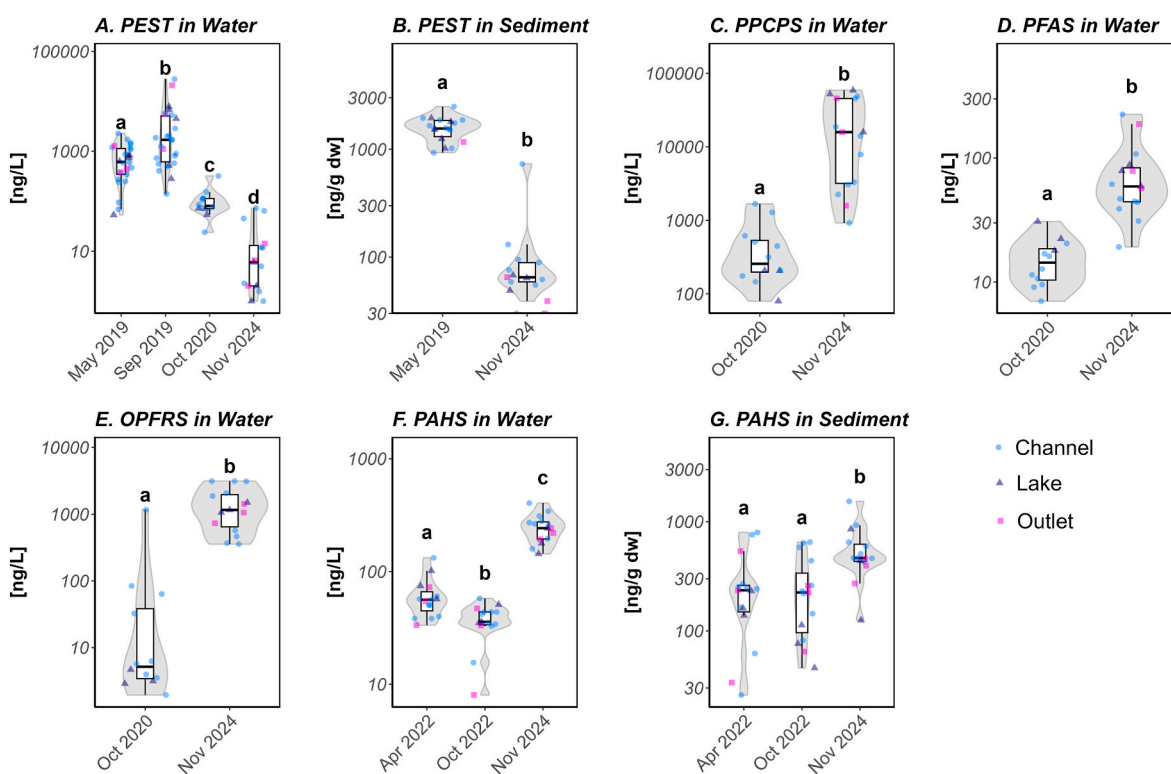 A. PEST in Water
B. PEST in Sediment
C. PPCPS in Water
D. PFAS in Water
100000
1000
10
[ng/L]
a
b
c
d
May 2019
Sep 2019
Oct 2020
Nov 2024
3000
1000
300
100
30
[ng/g dw]
a
b
May 2019
Nov 2024
100000
10000
1000
100
[ng/L]
a
b
Oct 2020
Nov 2024
300
100
30
10
[ng/L]
a
b
Oct 2020
Nov 2024
E. OPFRS in Water
F. PAHS in Water
G. PAHS in Sediment
10000
1000
100
10
[ng/L]
a
b
Oct 2020
Nov 2024
1000
100
10
[ng/L]
a
b
c
Apr 2022
Oct 2022
Nov 2024
3000
1000
300
100
30
[ng/g dw]
a
a
b
Apr 2022
Oct 2022
Nov 2024
Channel
Lake
Outlet